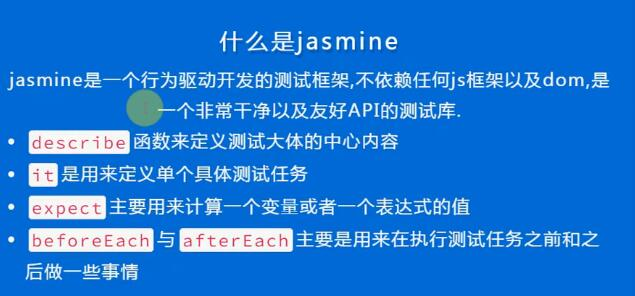 什么是jasmine
jasmine是一个行为驱动开发的测试框架,不依赖任何js框架以及dom,是
一个非常干净以及友好API的测试库.
• describe 函数来定义测试大体的中心内容
• it 是用来定义单个具体测试任务
• expect 主要用来计算一个变量或者一个表达式的值
• beforeEach 与 afterEach 主要是用来在执行测试任务之前和之
后做一些事情